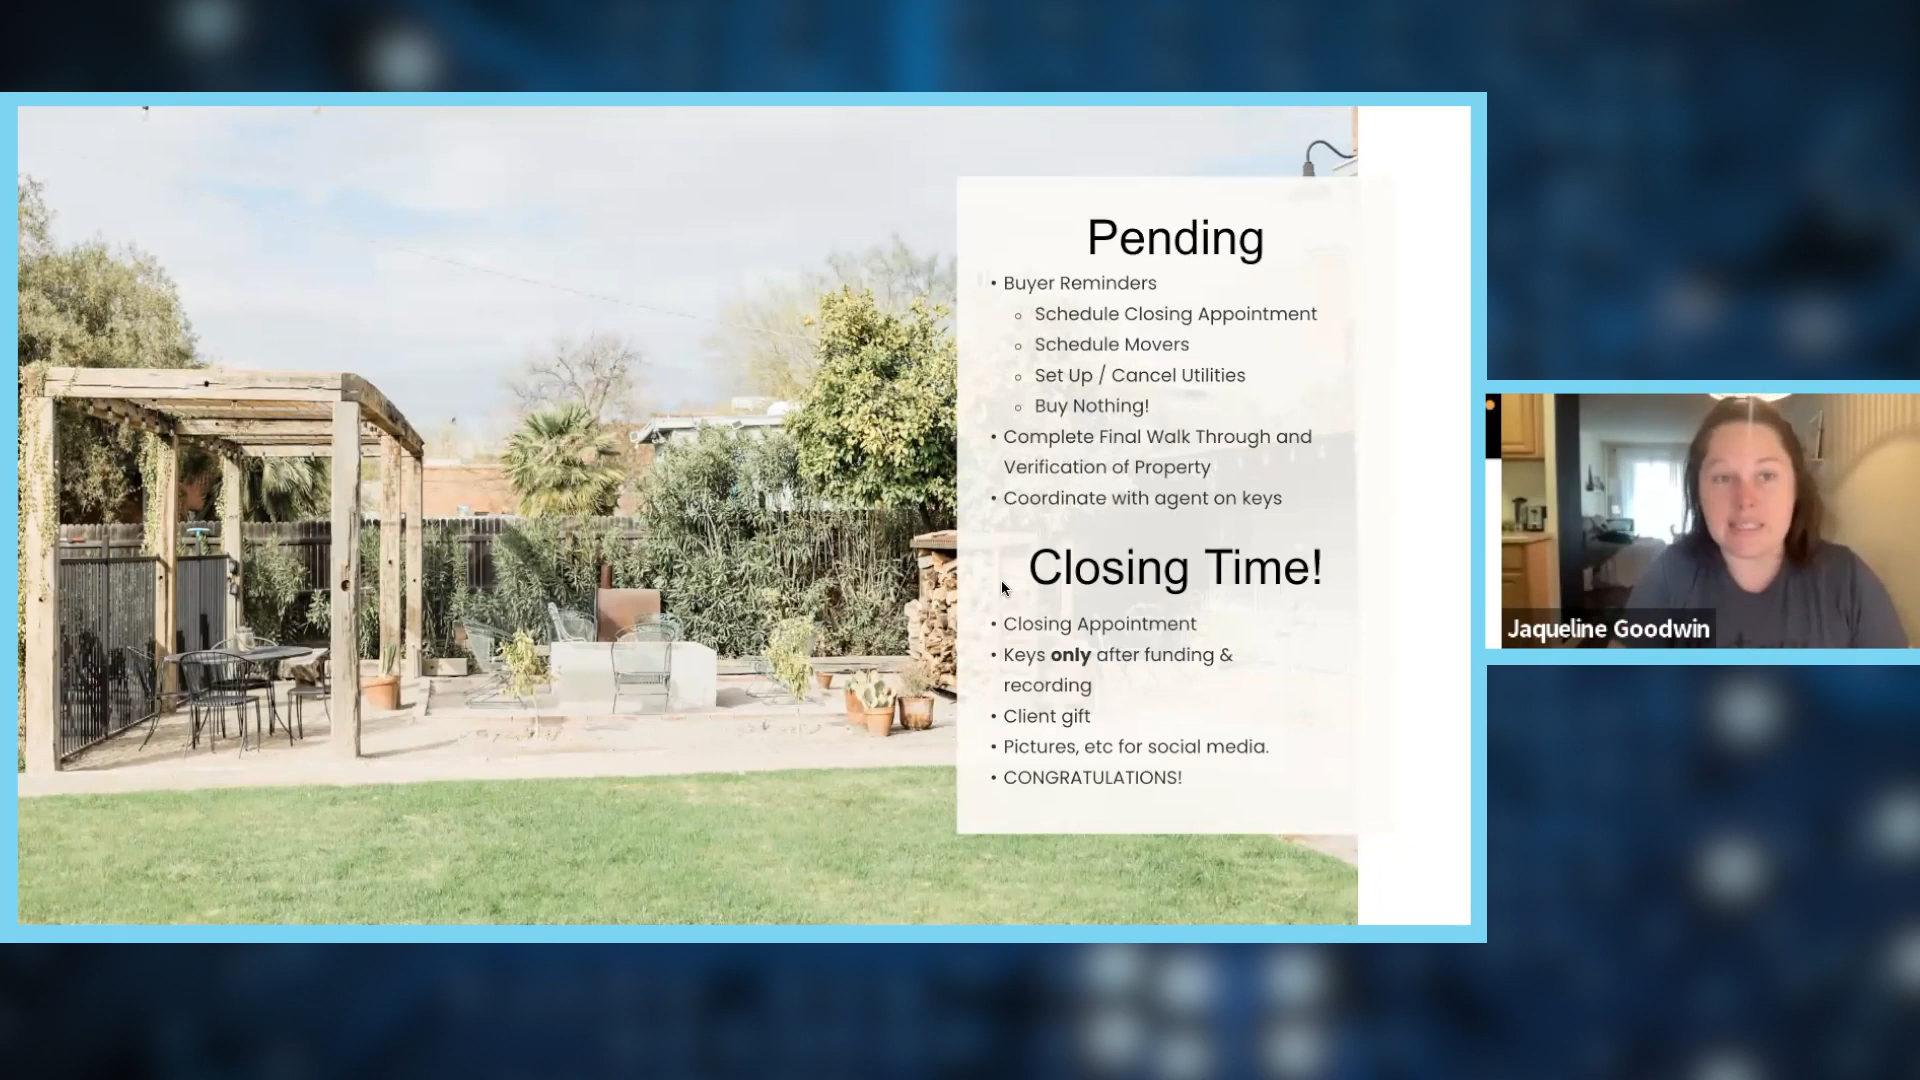 Pending
• Buyer Reminders
◦ Schedule Closing Appointment
◦ Schedule Movers
◦ Set Up / Cancel Utilities
◦ Buy Nothing!
• Complete Final Walk Through and
Verification of Property
• Coordinate with agent on keys
Closing Time!
• Closing Appointment
• Keys only after funding &
recording
• Client gift
• Pictures, etc for social media.
• CONGRATULATIONS!
Jaqueline Goodwin